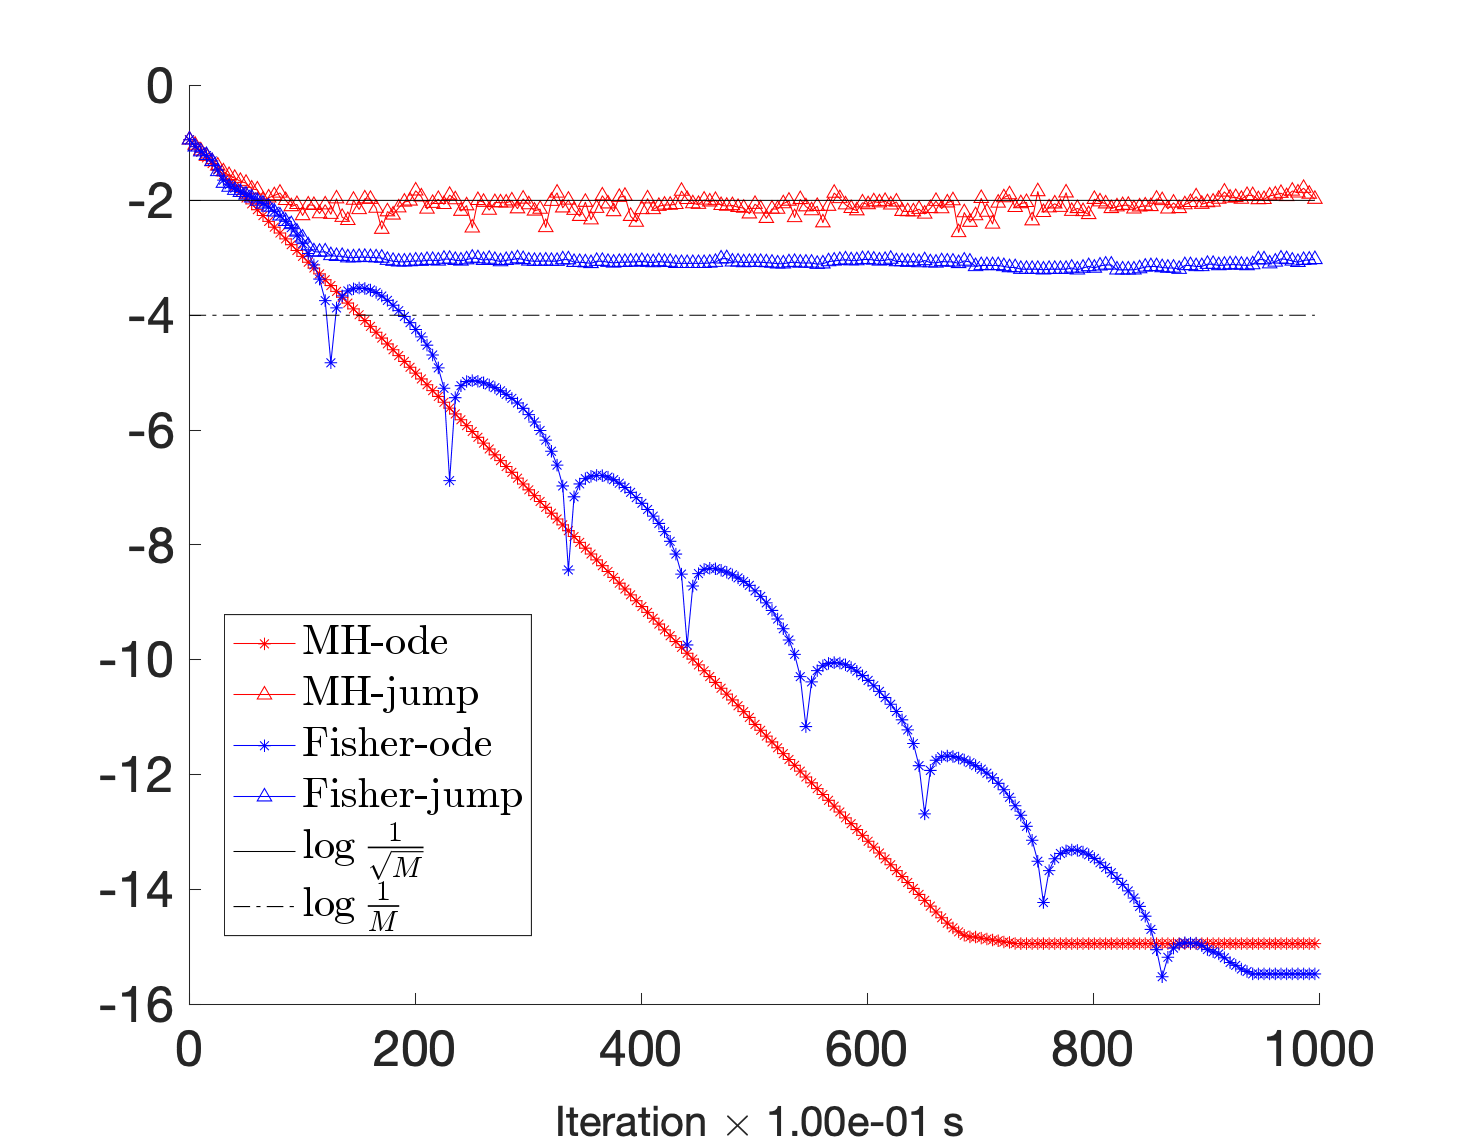 0
-2
-4
-6
-8
-10
-12
-14
-16
MH-ode
MH-jump
Fisher-ode
Fisher-jump
log 1/√M
log 1/M
0 200 400 600 800 1000
Iteration × 1.00e-01 s